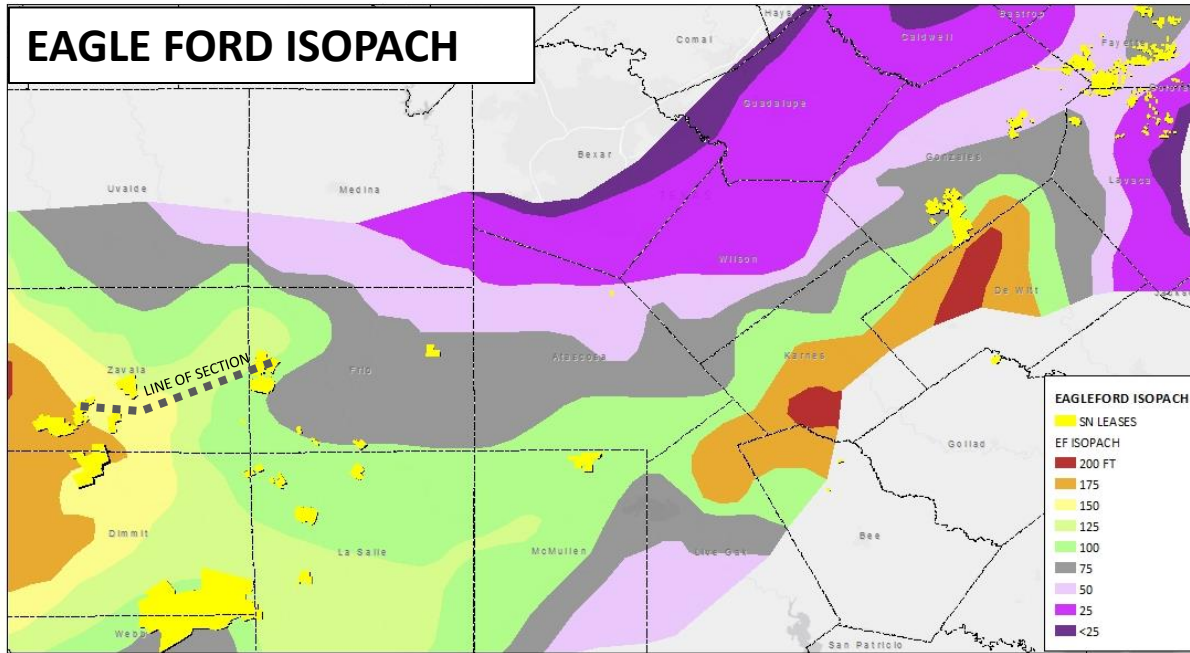 EAGLE FORD ISOPACH
Hays
Bastrop
Comal
Caldwell
Fayette
Guadalupe
Bexar
Gonzales
Uvalde
Medina
Lavaca
Wilson
De Witt
Zavala
LINE OF SECTION
Frio
Atascosa
Karnes
Goliad
Dimmit
La Salle
McMullen
Live Oak
Bee
Webb
San Patricio
EAGLEFORD ISOPACH
SN LEASES
EF ISOPACH
200 FT
175
150
125
100
75
50
25
<25